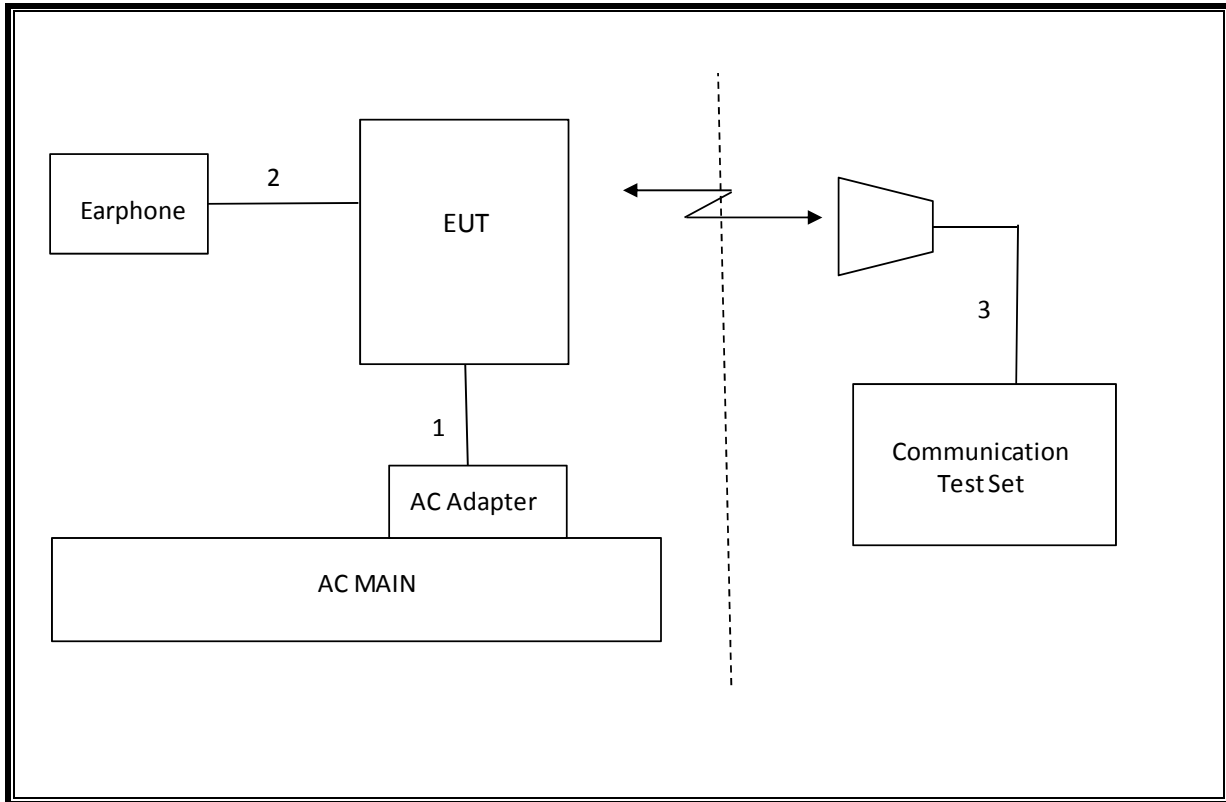 Earphone
2
EUT
3
1
Communication
Test Set
AC Adapter
AC MAIN